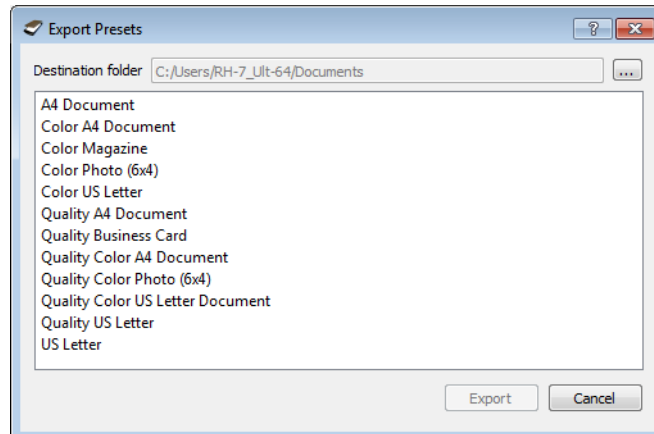 Export Presets
Destination folder C:/Users/RH-7_Ult-64/Documents ...
A4 Document
Color A4 Document
Color Magazine
Color Photo (6x4)
Color US Letter
Quality A4 Document
Quality Business Card
Quality Color A4 Document
Quality Color Photo (6x4)
Quality Color US Letter Document
Quality US Letter
US Letter
Export Cancel